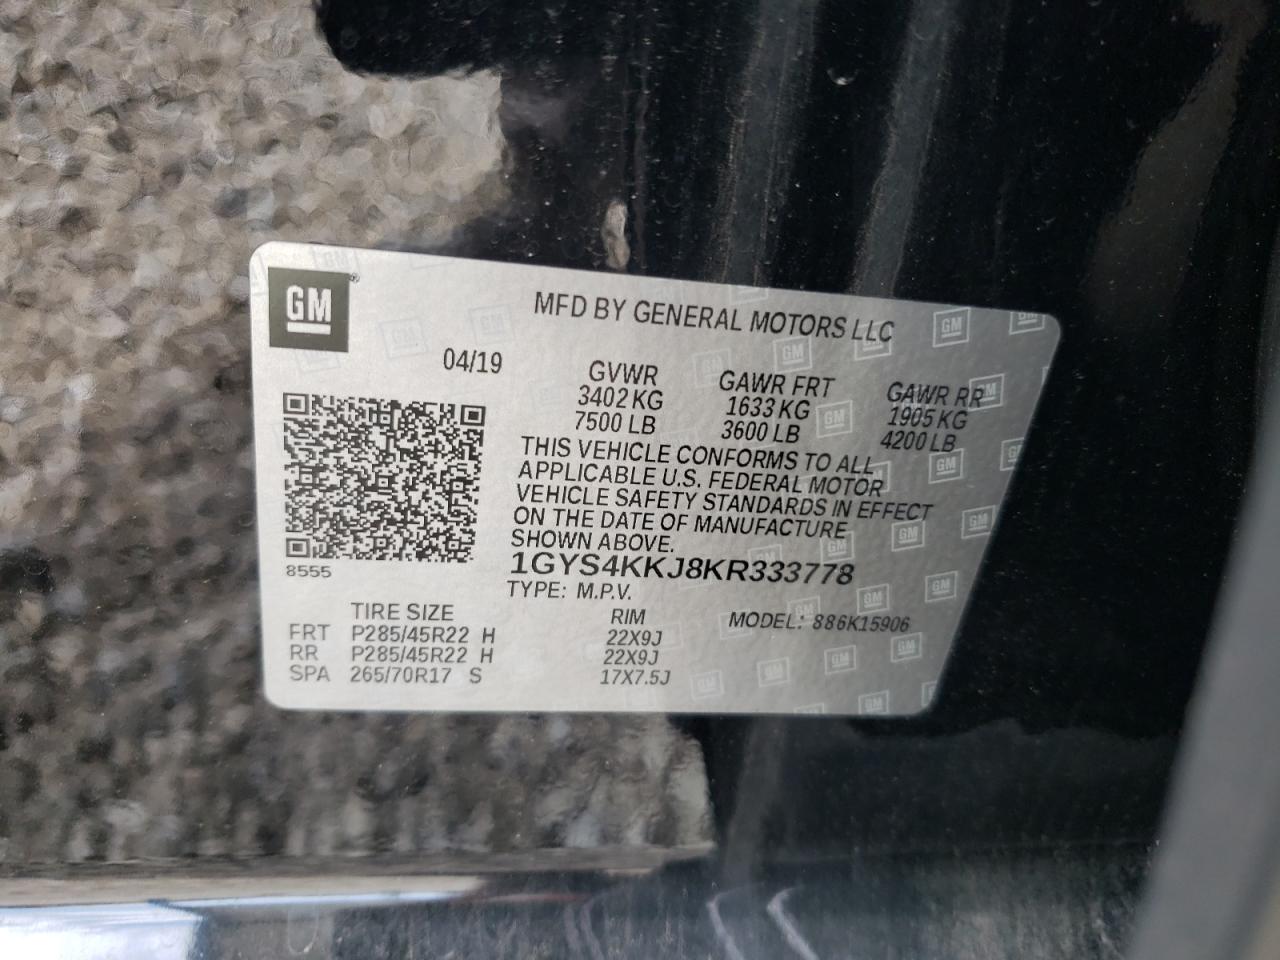 GM
MFD BY GENERAL MOTORS LLC
04/19
GVWR GAWR FRT GAWR RR
3402 KG 1633 KG 1905 KG
7500 LB 3600 LB 4200 LB
THIS VEHICLE CONFORMS TO ALL
APPLICABLE U.S. FEDERAL MOTOR
VEHICLE SAFETY STANDARDS IN EFFECT
ON THE DATE OF MANUFACTURE
SHOWN ABOVE.
8555
1GYS4KKJ8KR333778
TYPE: M.P.V.
TIRE SIZE RIM MODEL: 886K15906
FRT P285/45R22 H 22X9J
RR P285/45R22 H 22X9J
SPA 265/70R17 S 17X7.5J